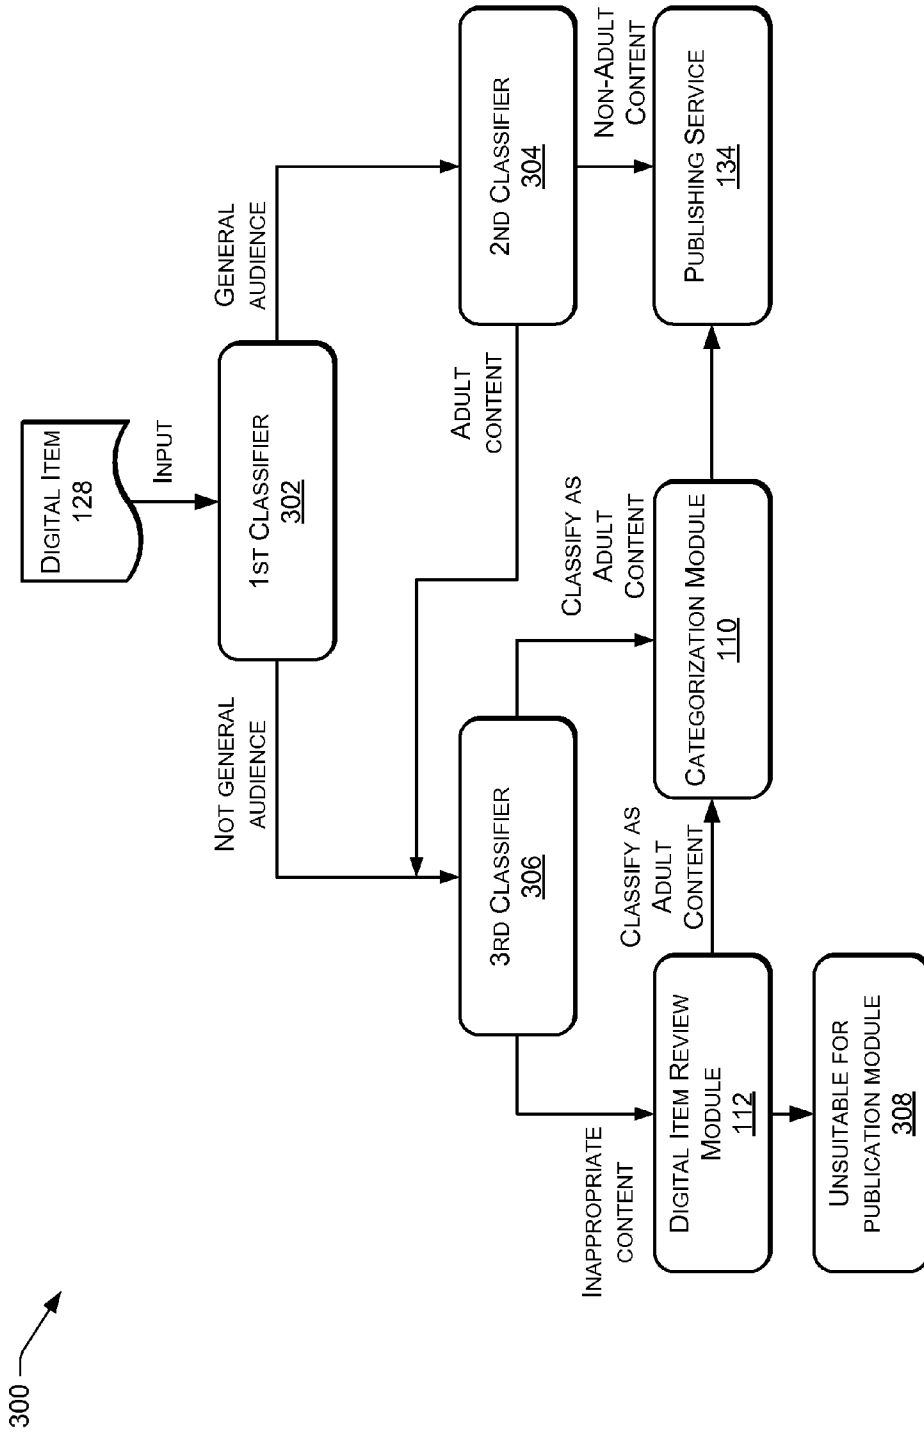 300
DIGITAL ITEM
128
INPUT
1ST CLASSIFIER
302
NOT GENERAL
AUDIENCE
GENERAL
AUDIENCE
3RD CLASSIFIER
306
ADULT
CONTENT
2ND CLASSIFIER
304
INAPPROPRIATE
CONTENT
CLASSIFY AS
ADULT
CONTENT
CLASSIFY AS
ADULT
CONTENT
NON-ADULT
CONTENT
DIGITAL ITEM REVIEW
MODULE
112
CATEGORIZATION MODULE
110
PUBLISHING SERVICE
134
UNSUITABLE FOR
PUBLICATION MODULE
308